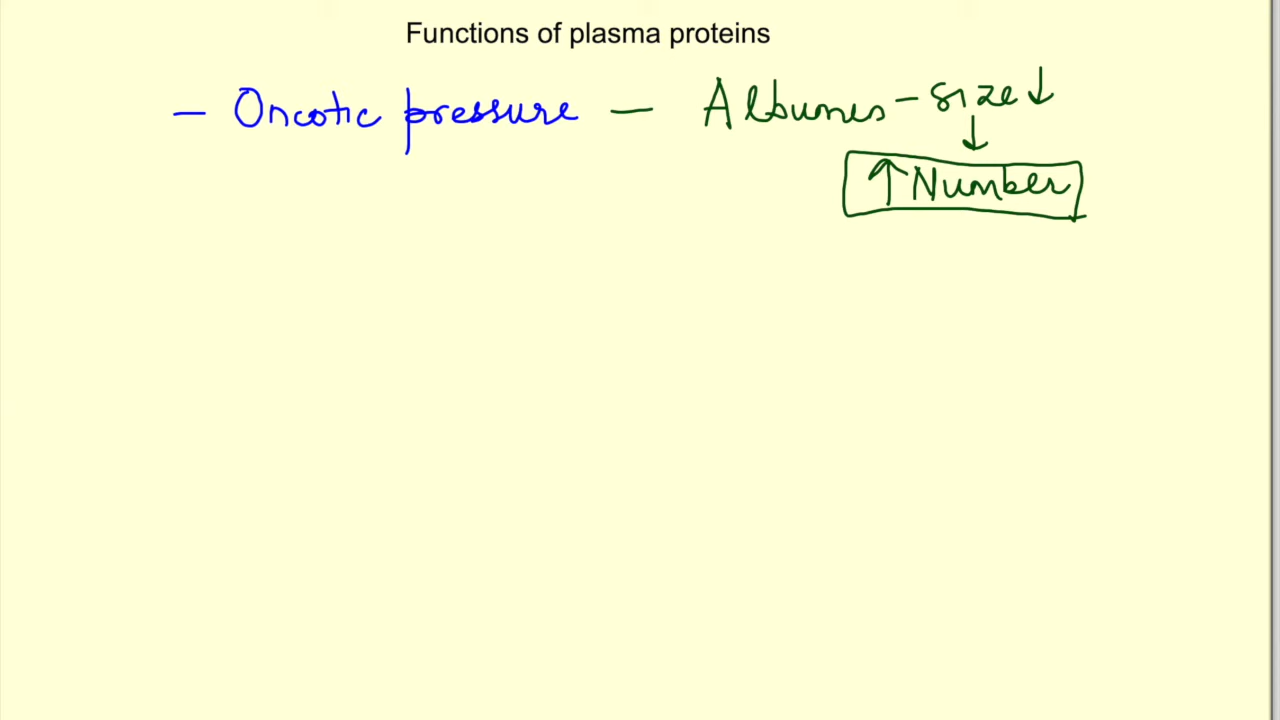 Functions of plasma proteins
- Oncotic pressure - Albumes - size ↓
↓
↑ Number